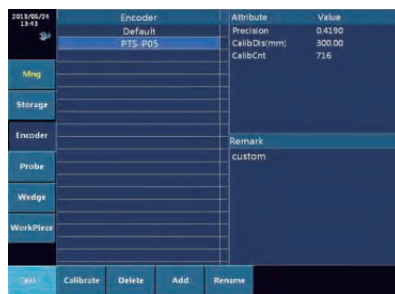 2013/05/24
13:43
Encoder
Attribute Value
Default
PTS-P05
Precision 0.4190
CalibDis(mm) 300.00
CalibCnt 716
Mng
Storage
Encoder
Probe
Wedge
WorkPiece
Remark
custom
Calibrate Delete Add Rename